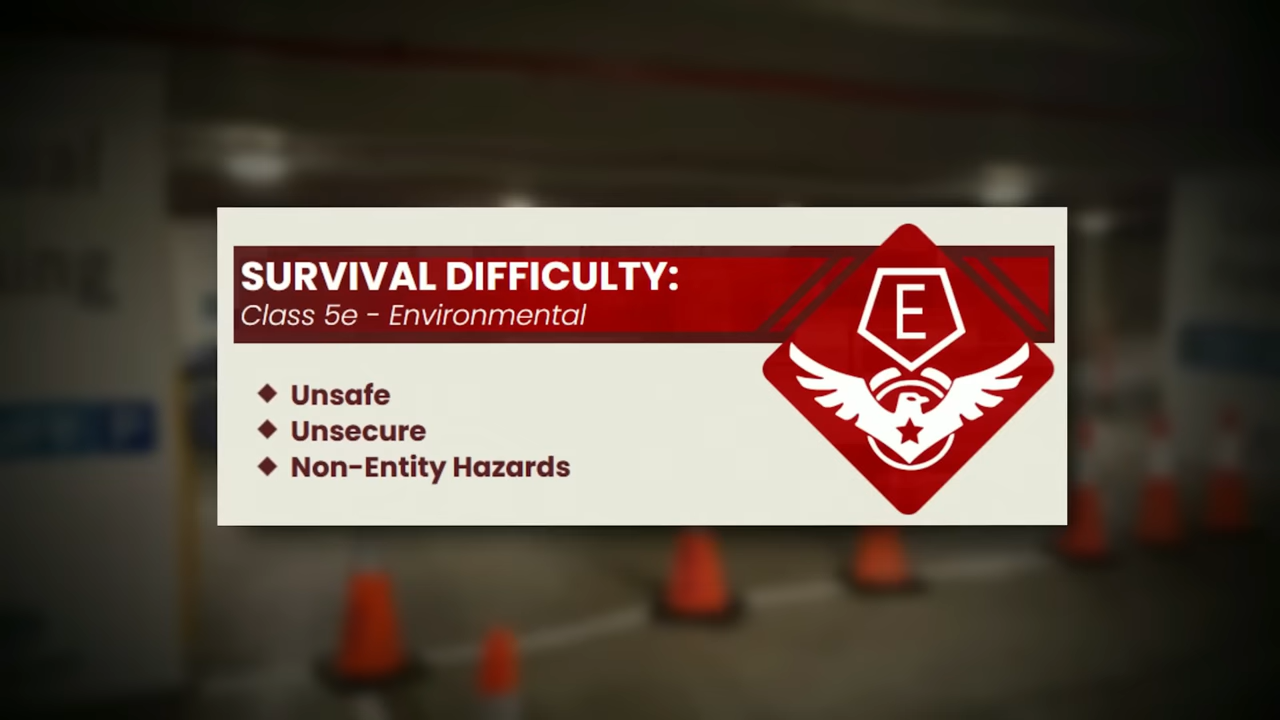 SURVIVAL DIFFICULTY:
Class 5e - Environmental
E
Unsafe
Unsecure
Non-Entity Hazards